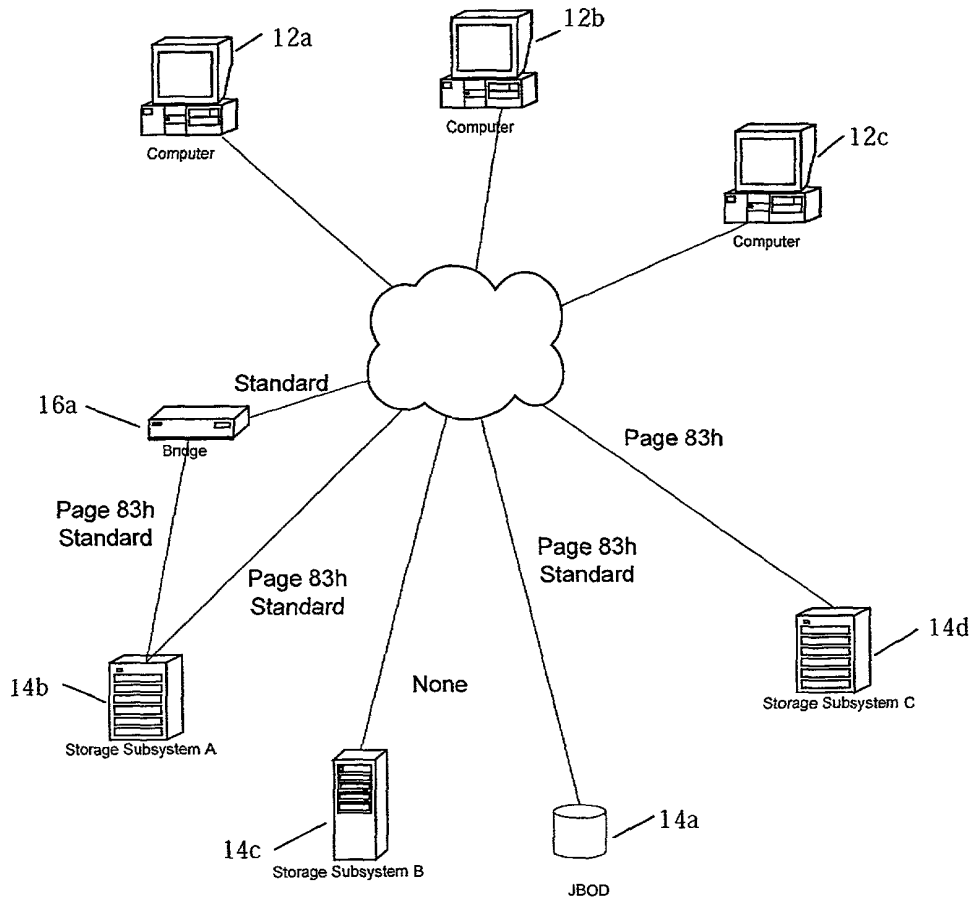 12a
Computer
12b
Computer
12c
Computer
16a
Bridge
Standard
Page 83h
Standard
Page 83h
Standard
Page 83h
Standard
Page 83h
None
14b
Storage Subsystem A
14c
Storage Subsystem B
14a
JBOD
14d
Storage Subsystem C